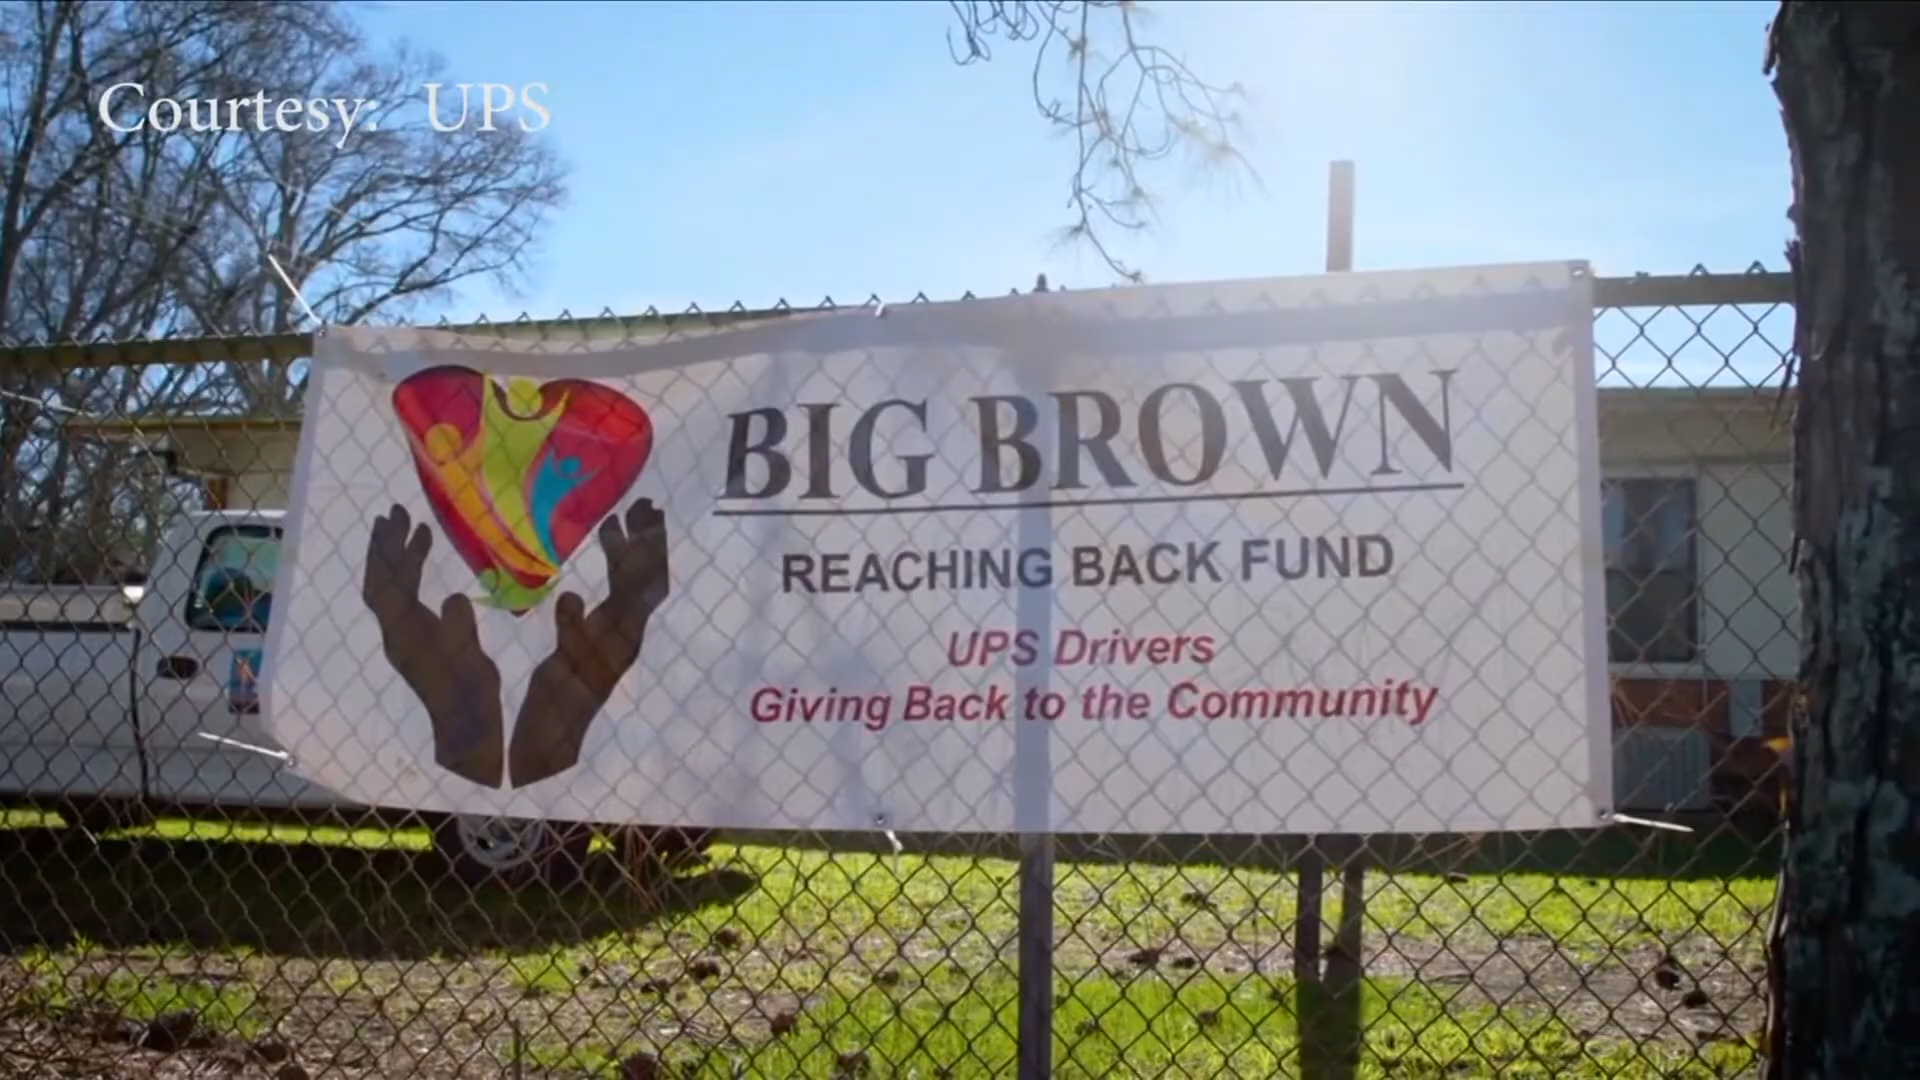 Courtesy: UPS
BIG BROWN
REACHING BACK FUND
UPS Drivers
Giving Back to the Community